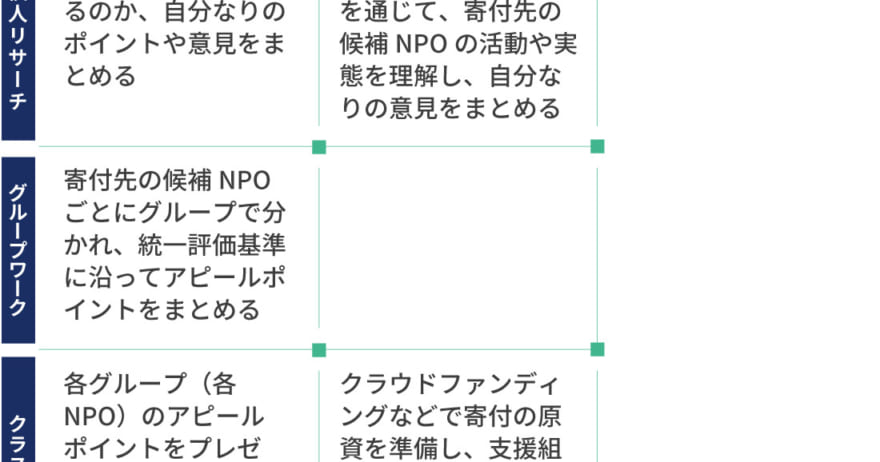 人リサーチ
るのか、自分なりの
ポイントや意見をま
とめる
を通じて、寄付先の
候補 NPO の活動や実
態を理解し、自分な
りの意見をまとめる
グループワーク
寄付先の候補 NPO
ごとにグループで分
かれ、統一評価基準
に沿ってアピールポ
イントをまとめる
クラス
各グループ（各
NPO）のアピール
ポイントをプレゼ
クラウドファンディ
ングなどで寄付の原
資を準備し、支援組